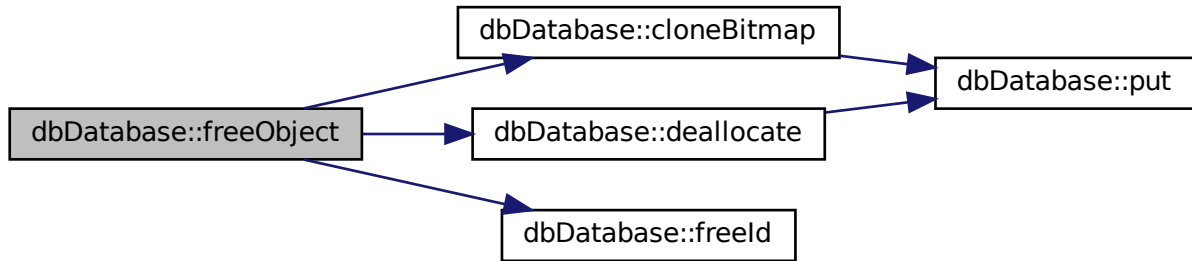 dbDatabase::cloneBitmap
dbDatabase::put
dbDatabase::freeObject
dbDatabase::deallocate
dbDatabase::freeId